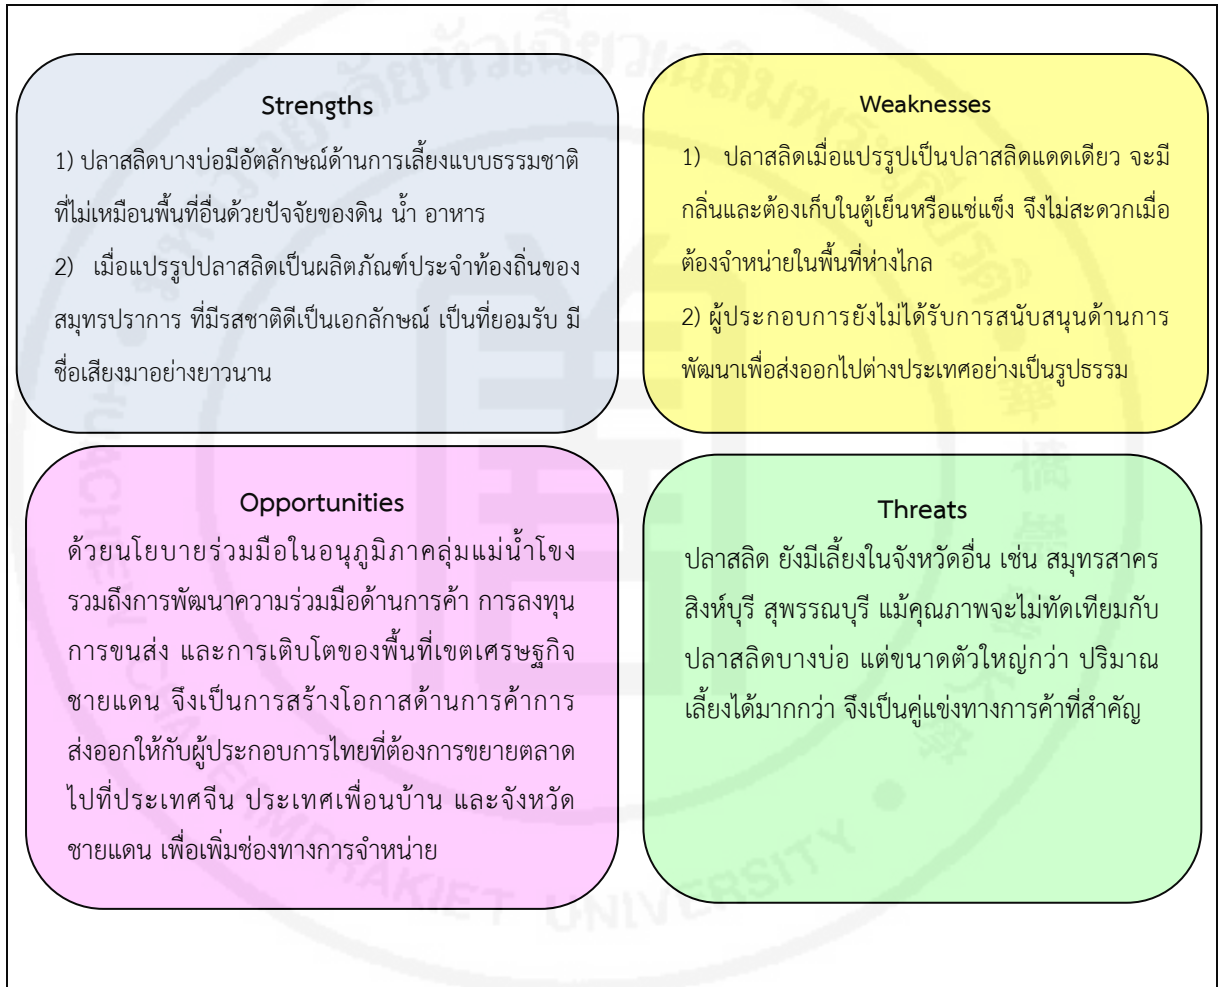 Strengths
1) ปลาสลิดบางบ่อมีอัตลักษณ์ด้านการเลี้ยงแบบธรรมชาติ
ที่ไม่เหมือนพื้นที่อื่นด้วยปัจจัยของดิน น้ำ อาหาร
2) เมื่อแปรรูปปลาสลิดเป็นผลิตภัณฑ์ประจำท้องถิ่นของ
สมุทรปราการ ที่มีรสชาติดีเป็นเอกลักษณ์ เป็นที่ยอมรับ มี
ชื่อเสียงมาอย่างยาวนาน
Weaknesses
1) ปลาสลิดเมื่อแปรรูปเป็นปลาสลิดแดดเดียว จะมี
กลิ่นและต้องเก็บในตู้เย็นหรือแช่แข็ง จึงไม่สะดวกเมื่อ
ต้องจำหน่ายในพื้นที่ห่างไกล
2) ผู้ประกอบการยังไม่ได้รับการสนับสนุนด้านการ
พัฒนาเพื่อส่งออกไปต่างประเทศอย่างเป็นรูปธรรม
Opportunities
ด้วยนโยบายร่วมมือในอนุภูมิภาคลุ่มแม่น้ำโขง
รวมถึงการพัฒนาความร่วมมือด้านการค้า การลงทุน
การขนส่ง และการเติบโตของพื้นที่เขตเศรษฐกิจ
ชายแดน จึงเป็นการสร้างโอกาสด้านการค้าการ
ส่งออกให้กับผู้ประกอบการไทยที่ต้องการขยายตลาด
ไปที่ประเทศจีน ประเทศเพื่อนบ้าน และจังหวัด
ชายแดน เพื่อเพิ่มช่องทางการจำหน่าย
Threats
ปลาสลิด ยังมีเลี้ยงในจังหวัดอื่น เช่น สมุทรสาคร
สิงห์บุรี สุพรรณบุรี แม้คุณภาพจะไม่ทัดเทียมกับ
ปลาสลิดบางบ่อ แต่ขนาดตัวใหญ่กว่า ปริมาณ
เลี้ยงได้มากกว่า จึงเป็นคู่แข่งทางการค้าที่สำคัญ